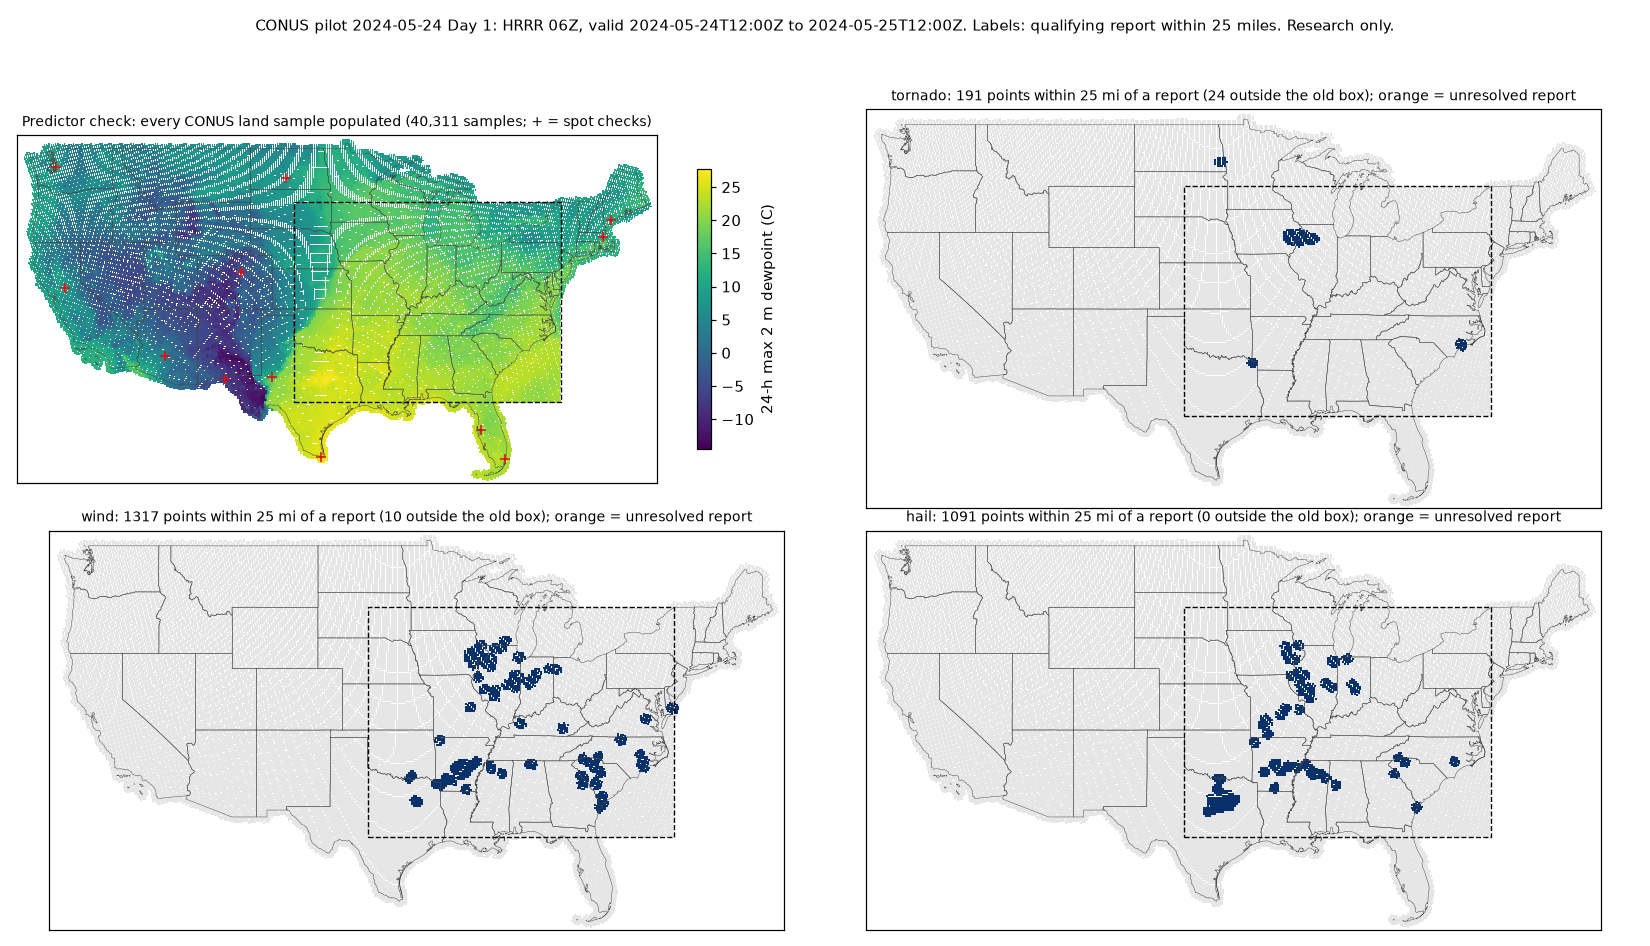 CONUS pilot 2024-05-24 Day 1: HRRR 06Z, valid 2024-05-24T12:00Z to 2024-05-25T12:00Z. Labels: qualifying report within 25 miles. Research only.
Predictor check: every CONUS land sample populated (40,311 samples; + = spot checks)
25
20
15
10
5
0
−5
−10
24-h max 2 m dewpoint (C)
tornado: 191 points within 25 mi of a report (24 outside the old box); orange = unresolved report
wind: 1317 points within 25 mi of a report (10 outside the old box); orange = unresolved report
hail: 1091 points within 25 mi of a report (0 outside the old box); orange = unresolved report